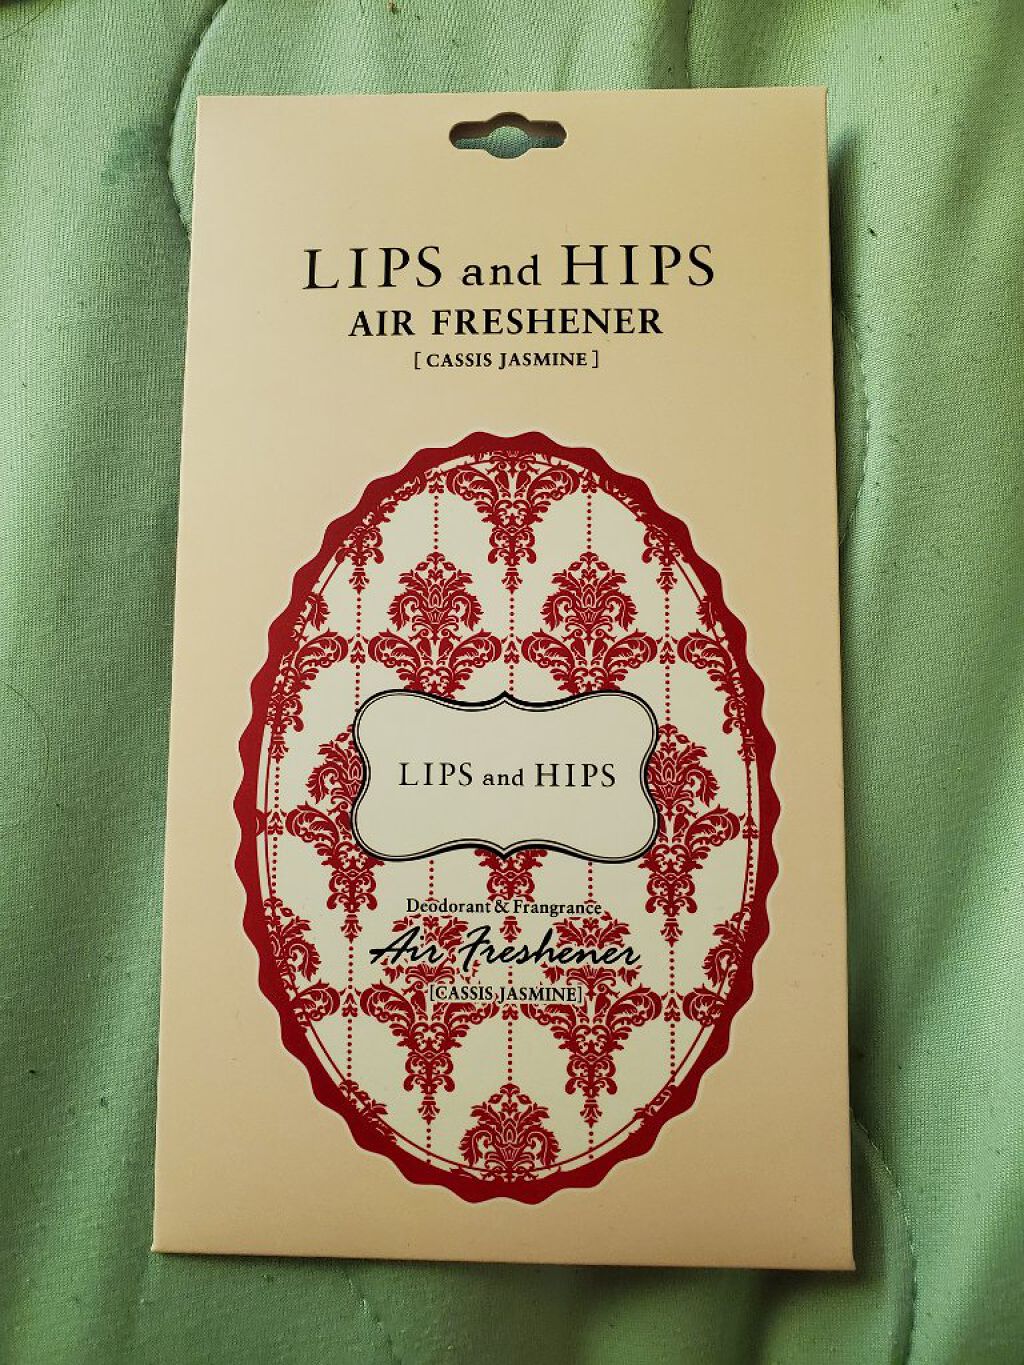 LIPS and HIPS
AIR FRESHENER
[ CASSIS JASMINE ]
LIPS and HIPS
Deodorant & Frangrance
Air Freshener
[CASSIS JASMINE]